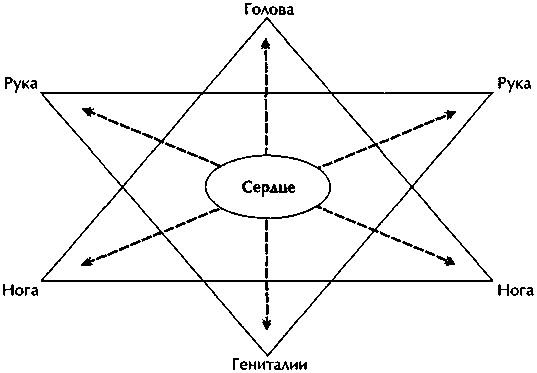 Голова
Рука
Рука
Сердце
Нога
Нога
Гениталии